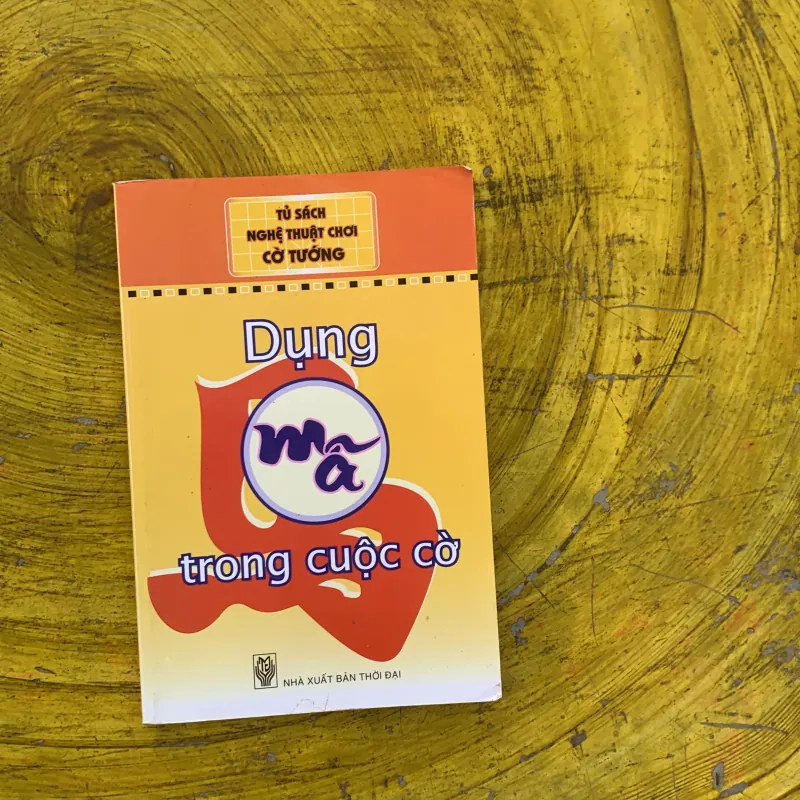 TỦ SÁCH
NGHỆ THUẬT CHƠI
CỜ TƯỚNG
Dụng
mã
trong cuộc cờ
NHÀ XUẤT BẢN THỜI ĐẠI